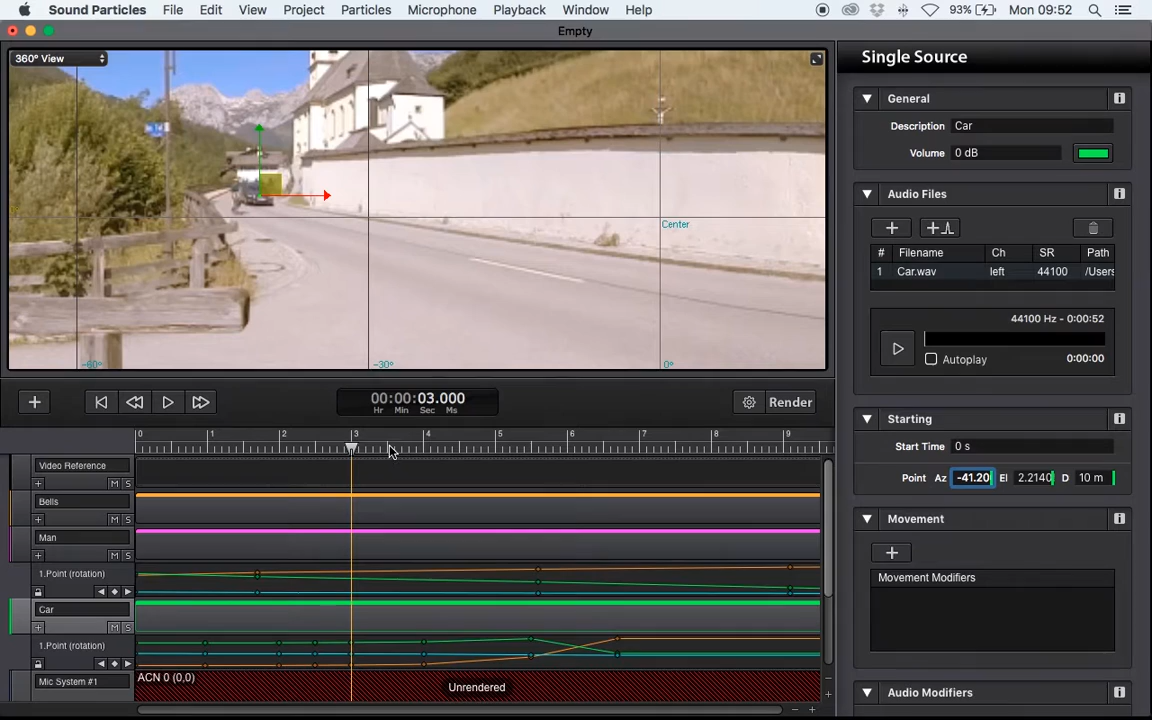 Sound Particles File Edit View Project Particles Microphone Playback Window Help 93% Mon 09:52
Empty
360° View
Center
-60° -30° 0°
00:00:03.000
Hr Min Sec Ms
Render
0 1 2 3 4 5 6 7 8 9
Video Reference
+ M S
Bells
+ M S
Man
+ M S
1.Point (rotation)
Car
+ M S
1.Point (rotation)
Mic System #1
ACN 0 (0,0)
Unrendered
Single Source
General
Description Car
Volume 0 dB
Audio Files
# Filename Ch SR Path
1 Car.wav left 44100 /Users
44100 Hz - 0:00:52
Autoplay 0:00:00
Starting
Start Time 0 s
Point Az -41.20 El 2.2140 D 10 m
Movement
Movement Modifiers
Audio Modifiers